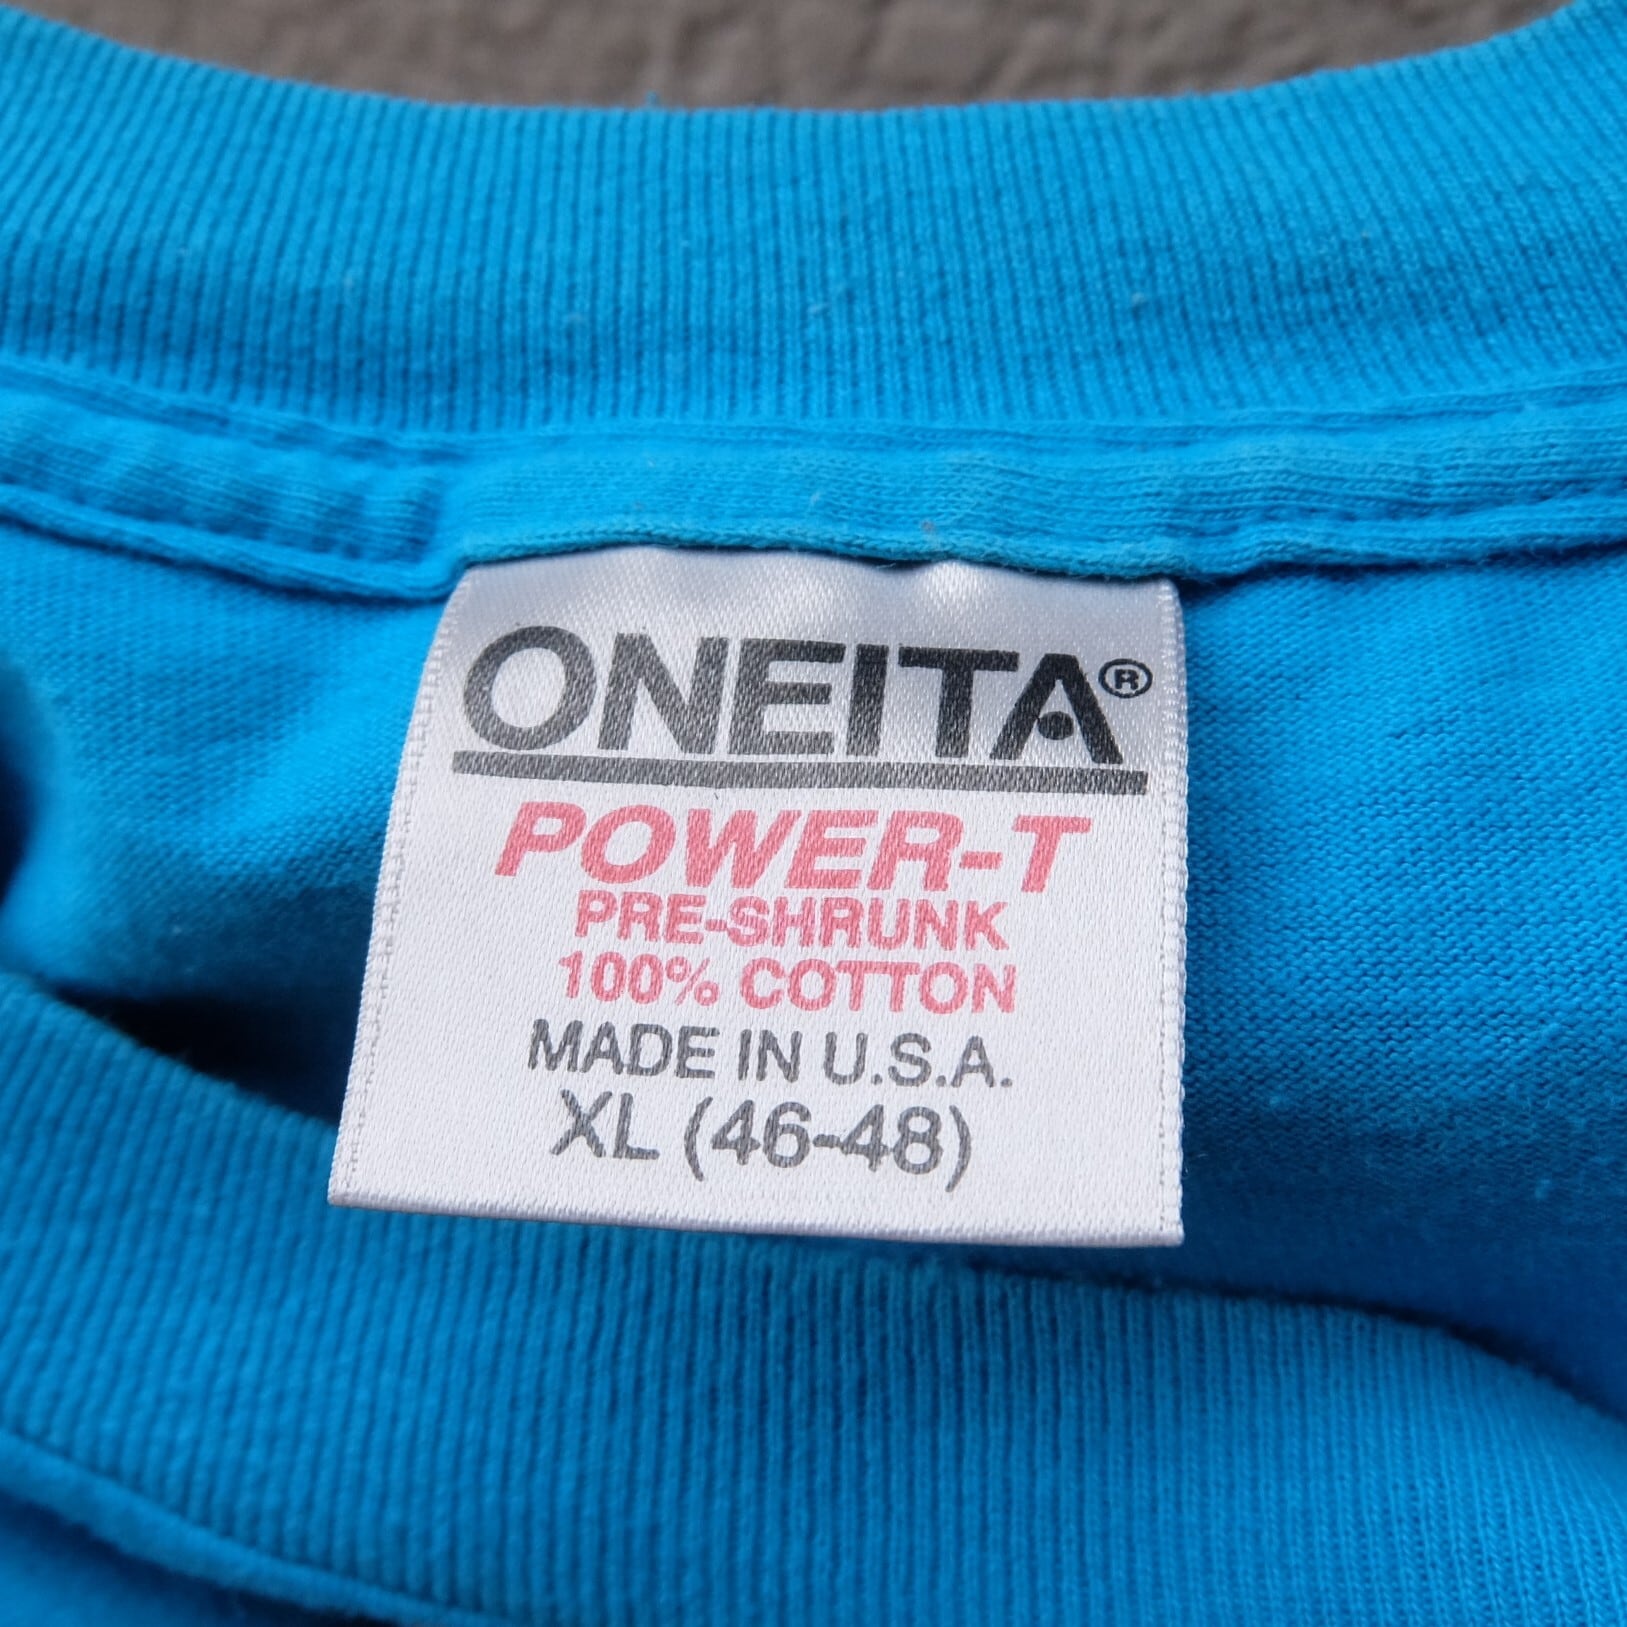 ONEITA®
POWER-T
PRE-SHRUNK
100% COTTON
MADE IN U.S.A.
XL (46-48)